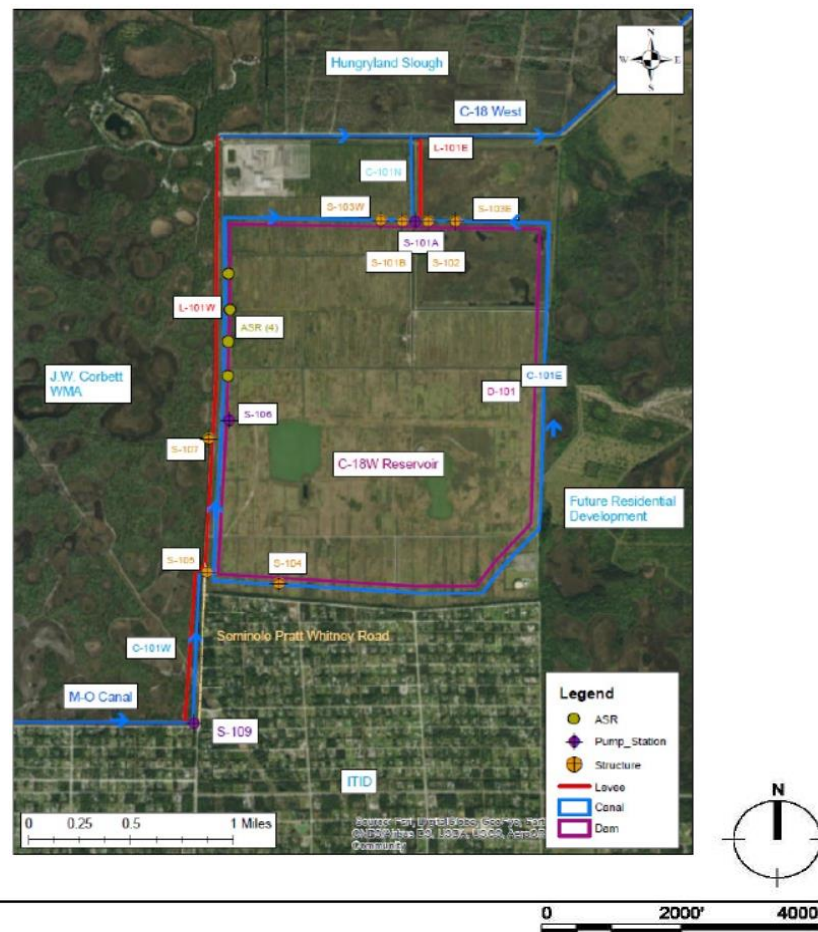 N
W E
S
Hungryland Slough
C-18 West
L-101E
C-101N
S-103W
S-103E
S-101A
S-101B
S-102
L-101W
ASR (4)
J.W. Corbett
WMA
D-101
C-101E
S-106
S-107
C-18W Reservoir
Future Residential
Development
S-105
S-104
Seminole Pratt Whitney Road
C-101W
M-O Canal
S-109
ITID
Legend
ASR
Pump_Station
Structure
Levee
Canal
Dam
0 0.25 0.5 1 Miles
Community
N
0 2000' 4000